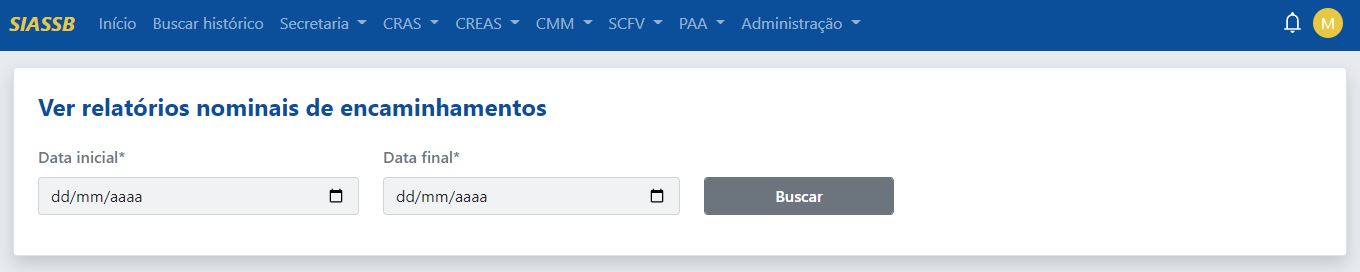 SIASSB Início Buscar histórico Secretaria CRAS CREAS CMM SCFV PAA Administração M
Ver relatórios nominais de encaminhamentos
Data inicial* Data final*
dd/mm/aaaa dd/mm/aaaa Buscar